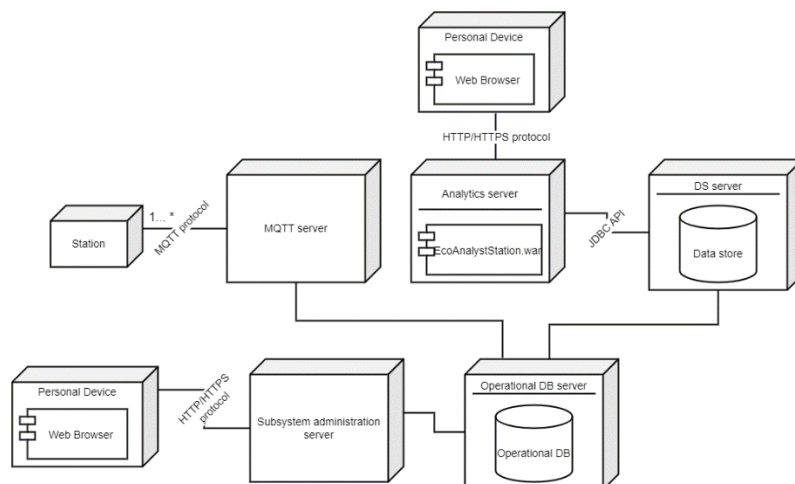 Personal Device
Web Browser
HTTP/HTTPS protocol
Analytics server
EcoAnalystStation.war
DS server
Data store
JDBC API
Station
1... *
MQTT protocol
MQTT server
Personal Device
Web Browser
HTTP/HTTPS
protocol
Subsystem administration
server
Operational DB server
Operational DB